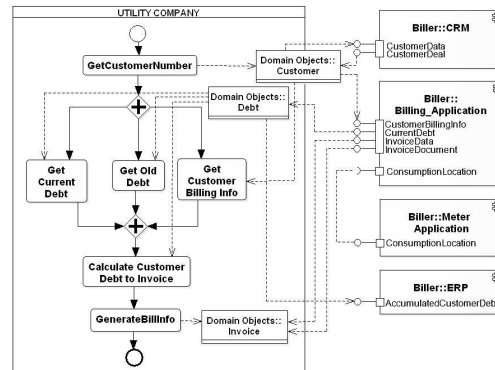 UTILITY COMPANY
GetCustomerNumber
Domain Objects::
Customer
Domain Objects::
Debt
Get
Current
Debt
Get Old
Debt
Get
Customer
Billing Info
Calculate Customer
Debt to Invoice
GenerateBillInfo
Domain Objects::
Invoice
Biller::CRM
CustomerData
CustomerDeal
Biller::
Billing_Application
CustomerBillingInfo
CurrentDebt
InvoiceData
InvoiceDocument
ConsumptionLocation
Biller::Meter
Application
ConsumptionLocation
Biller::ERP
AccumulatedCustomerDebt